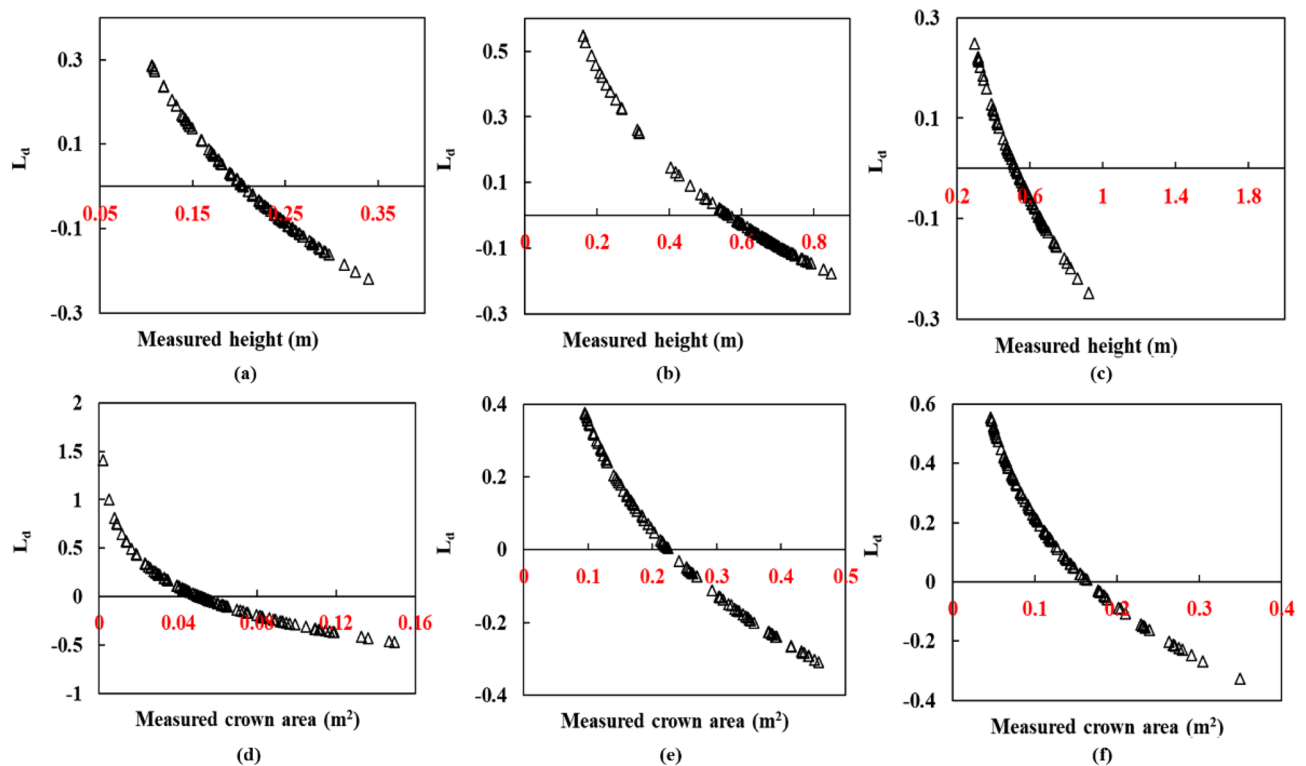 0.3
0.1
-0.1
-0.3
0.05 0.15 0.25 0.35
L_d
Measured height (m)
(a)
0.5
0.3
0.1
-0.1
-0.3
0 0.2 0.4 0.6 0.8
L_d
Measured height (m)
(b)
0.3
0.1
-0.1
-0.3
0.2 0.6 1 1.4 1.8
L_d
Measured height (m)
(c)
2
1.5
1
0.5
0
-0.5
-1
0 0.04 0.08 0.12 0.16
L_d
Measured crown area (m²)
(d)
0.4
0.2
0
-0.2
-0.4
0 0.1 0.2 0.3 0.4 0.5
L_d
Measured crown area (m²)
(e)
0.6
0.4
0.2
0
-0.2
-0.4
0 0.1 0.2 0.3 0.4
L_d
Measured crown area (m²)
(f)